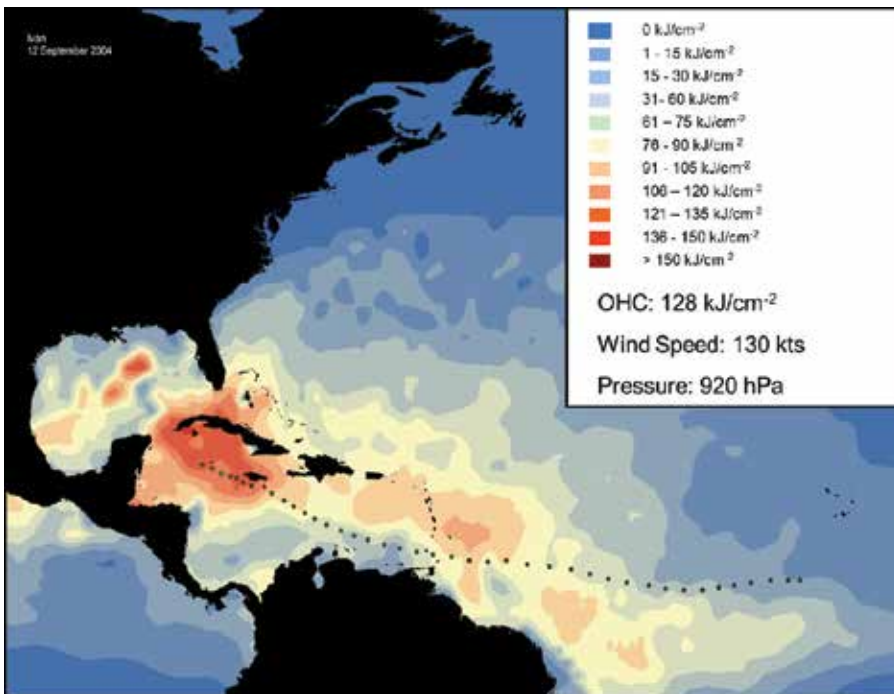 Ivan
12 September 2004
0 kJ/cm-2
1 - 15 kJ/cm-2
15 - 30 kJ/cm-2
31- 60 kJ/cm-2
61 – 75 kJ/cm-2
76 - 90 kJ/cm-2
91 - 105 kJ/cm-2
106 – 120 kJ/cm-2
121 – 135 kJ/cm-2
136 - 150 kJ/cm-2
> 150 kJ/cm-2
OHC: 128 kJ/cm-2
Wind Speed: 130 kts
Pressure: 920 hPa